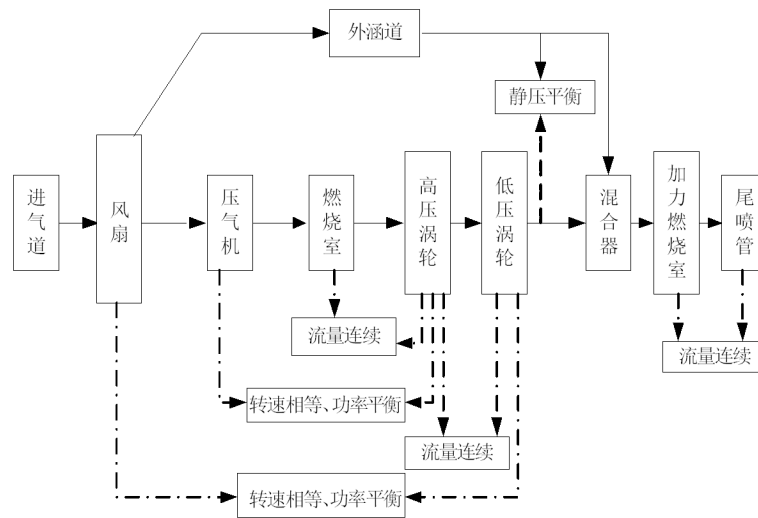 外涵道
静压平衡
进气道
风扇
压气机
燃烧室
高压涡轮
低压涡轮
混合器
加力燃烧室
尾喷管
流量连续
流量连续
转速相等、功率平衡
流量连续
转速相等、功率平衡